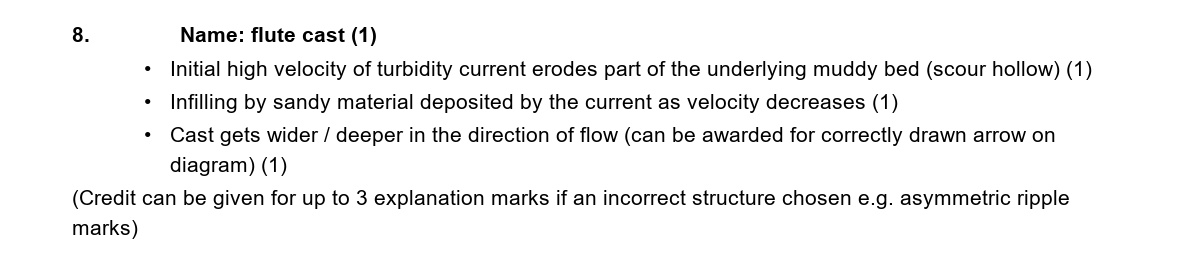 8. Name: flute cast (1)
• Initial high velocity of turbidity current erodes part of the underlying muddy bed (scour hollow) (1)
• Infilling by sandy material deposited by the current as velocity decreases (1)
• Cast gets wider / deeper in the direction of flow (can be awarded for correctly drawn arrow on
diagram) (1)
(Credit can be given for up to 3 explanation marks if an incorrect structure chosen e.g. asymmetric ripple
marks)